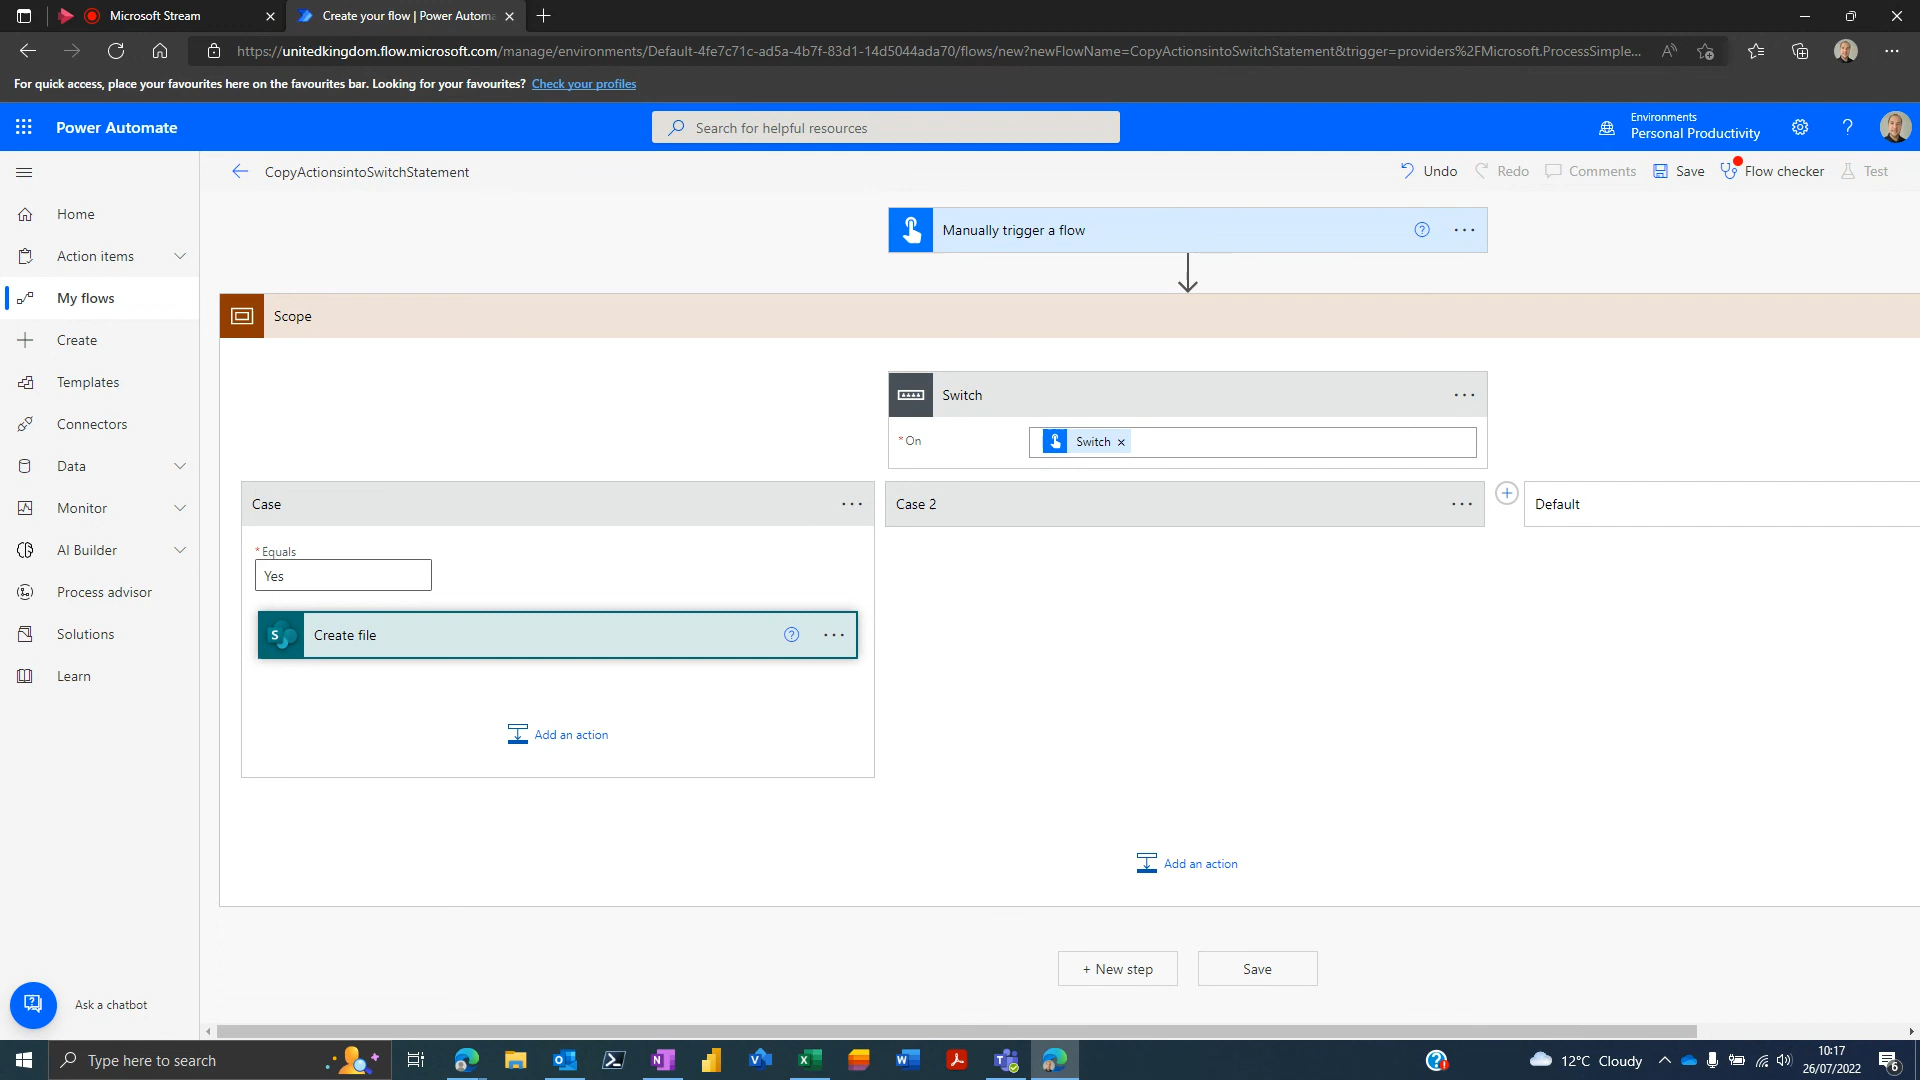 Microsoft Stream
Create your flow | Power Automa
https://unitedkingdom.flow.microsoft.com/manage/environments/Default-4fe7c71c-ad5a-4b7f-83d1-14d5044ada70/flows/new?newFlowName=CopyActionsintoSwitchStatement&trigger=providers%2FMicrosoft.ProcessSimple...
For quick access, place your favourites here on the favourites bar. Looking for your favourites? Check your profiles
Power Automate
Search for helpful resources
Environments
Personal Productivity
CopyActionsintoSwitchStatement
Undo
Redo
Comments
Save
Flow checker
Test
Home
Action items
My flows
Create
Templates
Connectors
Data
Monitor
AI Builder
Process advisor
Solutions
Learn
Ask a chatbot
Manually trigger a flow
Scope
Switch
* On
Switch ×
Case
Case 2
Default
* Equals
Yes
S
Create file
Add an action
Add an action
+ New step
Save
Type here to search
12°C Cloudy
10:17
26/07/2022
6